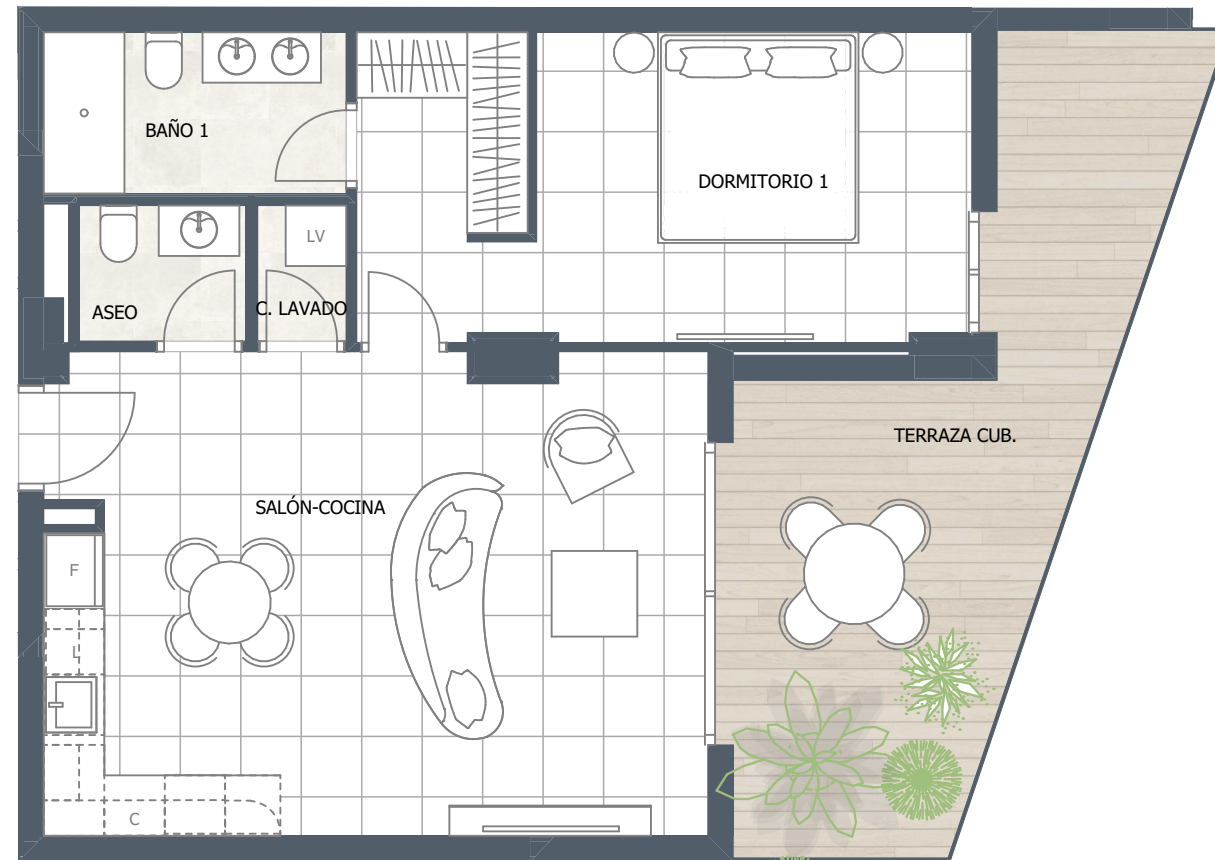 BAÑO 1
DORMITORIO 1
LV
ASEO
C. LAVADO
TERRAZA CUB.
SALÓN-COCINA
F
L
C